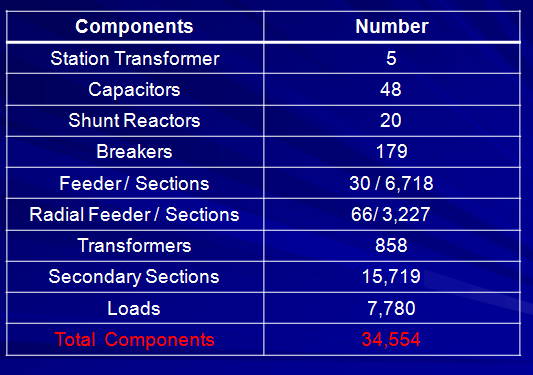 Components Number
Station Transformer 5
Capacitors 48
Shunt Reactors 20
Breakers 179
Feeder / Sections 30 / 6,718
Radial Feeder / Sections 66/ 3,227
Transformers 858
Secondary Sections 15,719
Loads 7,780
Total Components 34,554